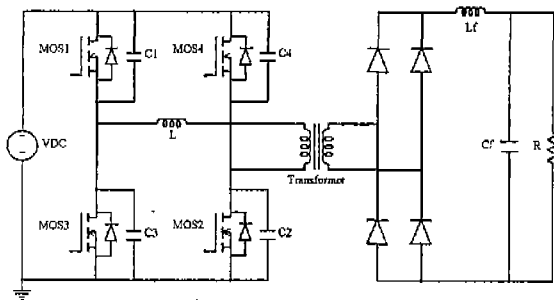 Lf
MOS1
C1
MOS4
C4
L
VDC
Transformer
Cf
R
MOS3
C3
MOS2
C2